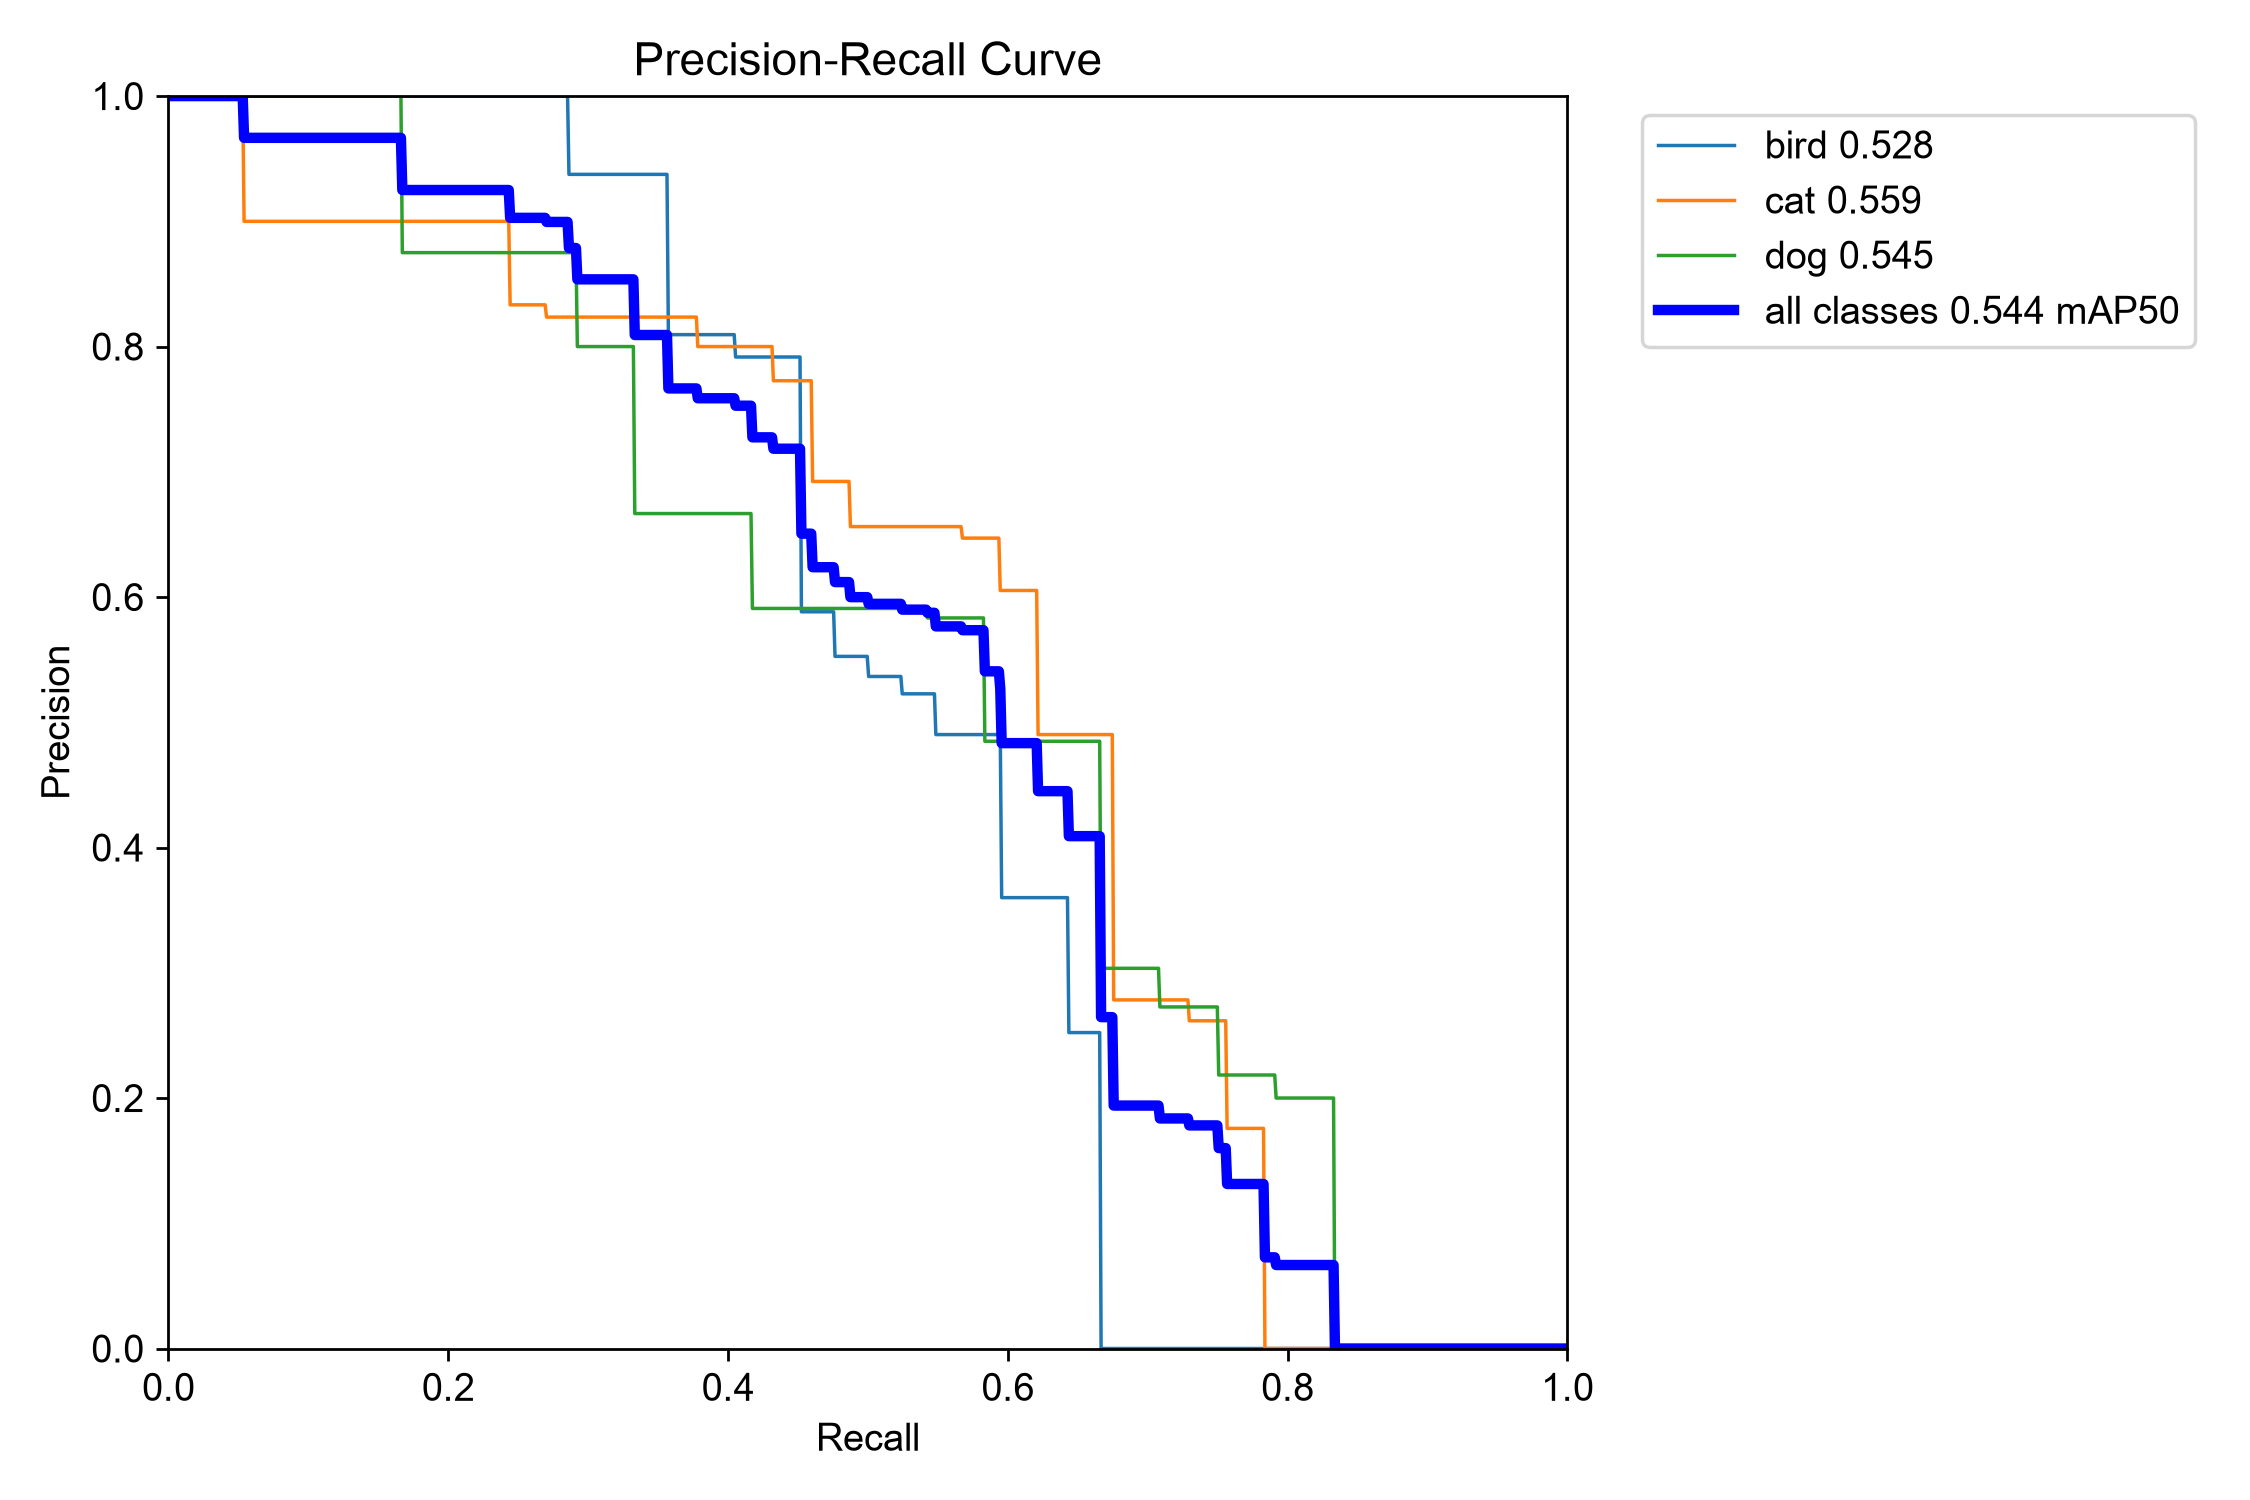 Precision-Recall Curve
1.0
0.8
0.6
0.4
0.2
0.0
Precision
0.0 0.2 0.4 0.6 0.8 1.0
Recall
bird 0.528
cat 0.559
dog 0.545
all classes 0.544 mAP50